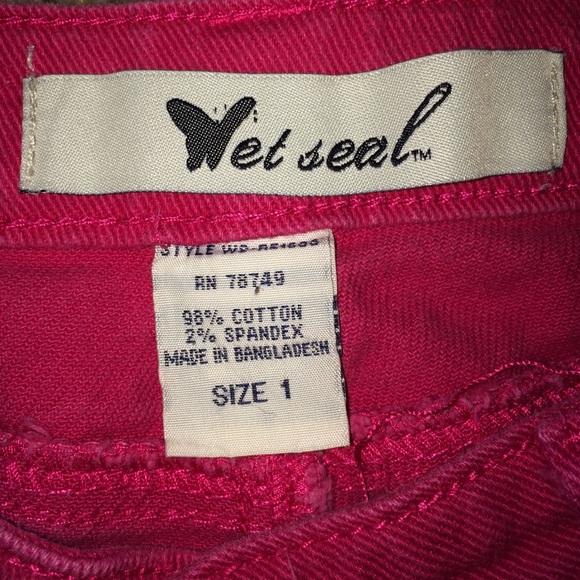 Wet seal™
STYLE
RN 78749
98% COTTON
2% SPANDEX
MADE IN BANGLADESH
SIZE 1